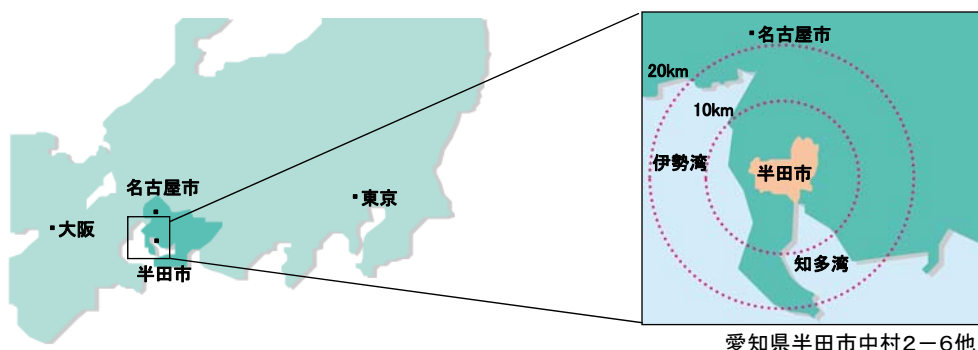 名古屋市
大阪
東京
半田市
名古屋市
20km
10km
伊勢湾
半田市
知多湾
愛知県半田市中村2－6他